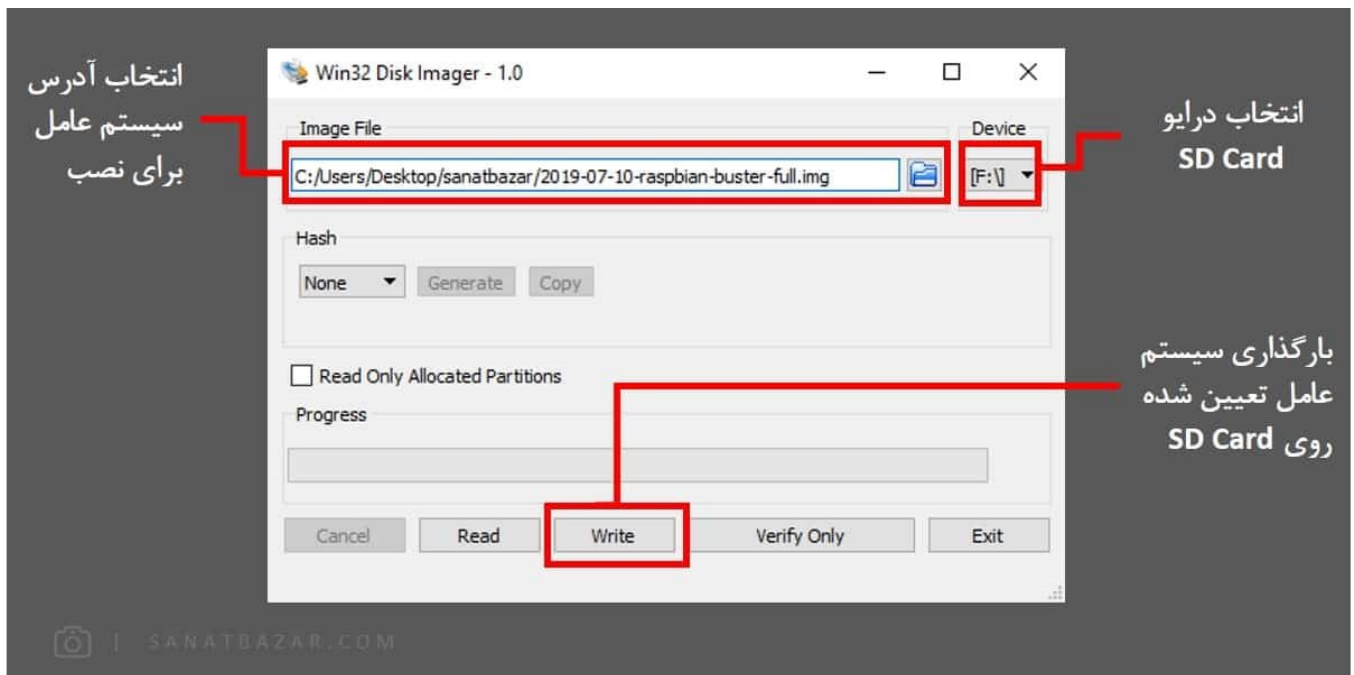 انتخاب آدرس
سیستم عامل
برای نصب
Win32 Disk Imager - 1.0
Image File
C:/Users/Desktop/sanatbazar/2019-07-10-raspbian-buster-full.img
Device
[F:\]
انتخاب درایو
SD Card
Hash
None
Generate
Copy
Read Only Allocated Partitions
Progress
بارگذاری سیستم
عامل تعیین شده
روی SD Card
Cancel
Read
Write
Verify Only
Exit
| SANATBAZAR.COM